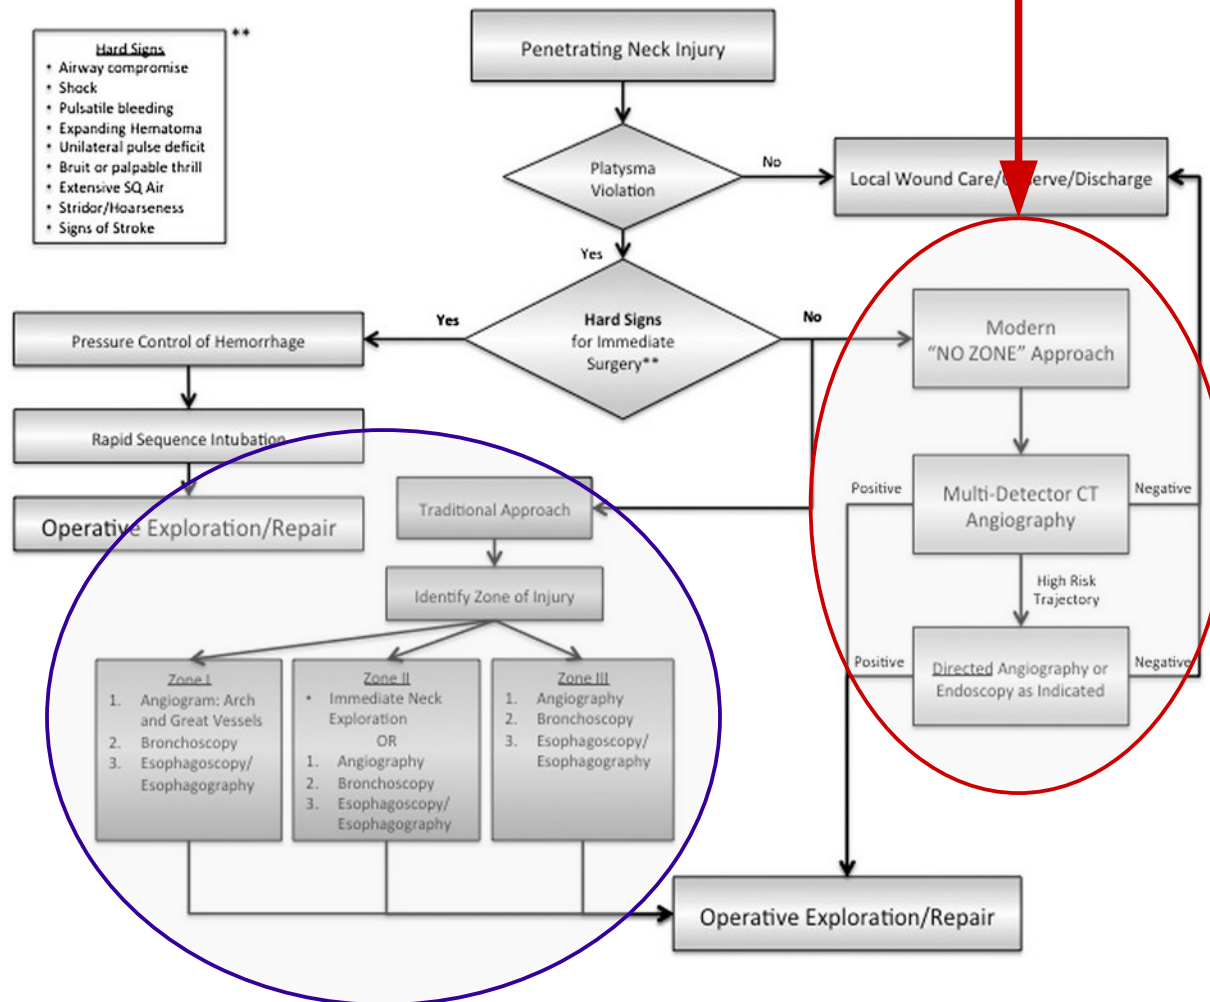 **
Hard Signs
• Airway compromise
• Shock
• Pulsatile bleeding
• Expanding Hematoma
• Unilateral pulse deficit
• Bruit or palpable thrill
• Extensive SQ Air
• Stridor/Hoarseness
• Signs of Stroke
Penetrating Neck Injury
Platysma
Violation
No
Local Wound Care/Observe/Discharge
Yes
Hard Signs
for Immediate
Surgery**
Yes
No
Pressure Control of Hemorrhage
Rapid Sequence Intubation
Operative Exploration/Repair
Modern
“NO ZONE” Approach
Positive
Multi-Detector CT
Angiography
Negative
High Risk
Trajectory
Positive
Directed Angiography or
Endoscopy as Indicated
Negative
Traditional Approach
Identify Zone of Injury
Zone I
1. Angiogram: Arch
and Great Vessels
2. Bronchoscopy
3. Esophagoscopy/
Esophagography
Zone II
• Immediate Neck
Exploration
OR
1. Angiography
2. Bronchoscopy
3. Esophagoscopy/
Esophagography
Zone III
1. Angiography
2. Bronchoscopy
3. Esophagoscopy/
Esophagography
Operative Exploration/Repair